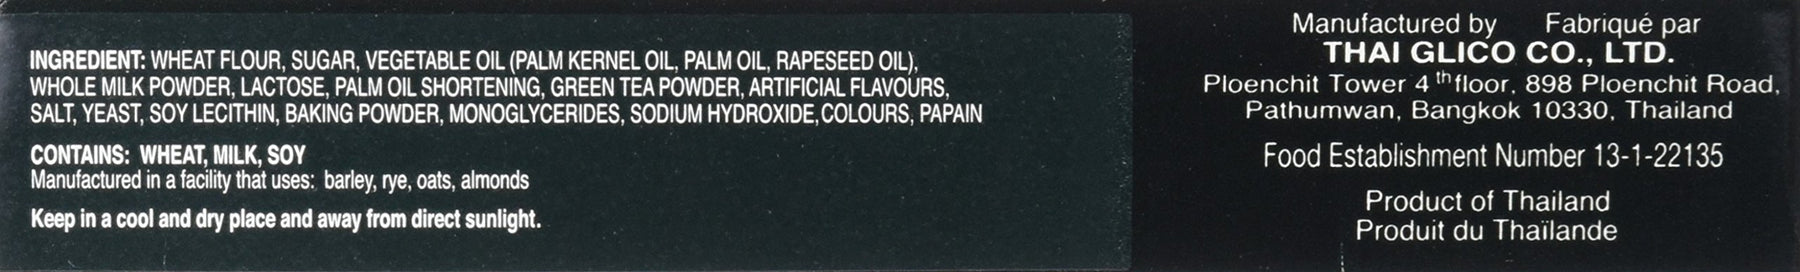 INGREDIENT: WHEAT FLOUR, SUGAR, VEGETABLE OIL (PALM KERNEL OIL, PALM OIL, RAPESEED OIL),
WHOLE MILK POWDER, LACTOSE, PALM OIL SHORTENING, GREEN TEA POWDER, ARTIFICIAL FLAVOURS,
SALT, YEAST, SOY LECITHIN, BAKING POWDER, MONOGLYCERIDES, SODIUM HYDROXIDE, COLOURS, PAPAIN
CONTAINS: WHEAT, MILK, SOY
Manufactured in a facility that uses: barley, rye, oats, almonds
Keep in a cool and dry place and away from direct sunlight.
Manufactured by Fabriqué par
THAI GLICO CO., LTD.
Ploenchit Tower 4 th floor, 898 Ploenchit Road,
Pathumwan, Bangkok 10330, Thailand
Food Establishment Number 13-1-22135
Product of Thailand
Produit du Thaïlande